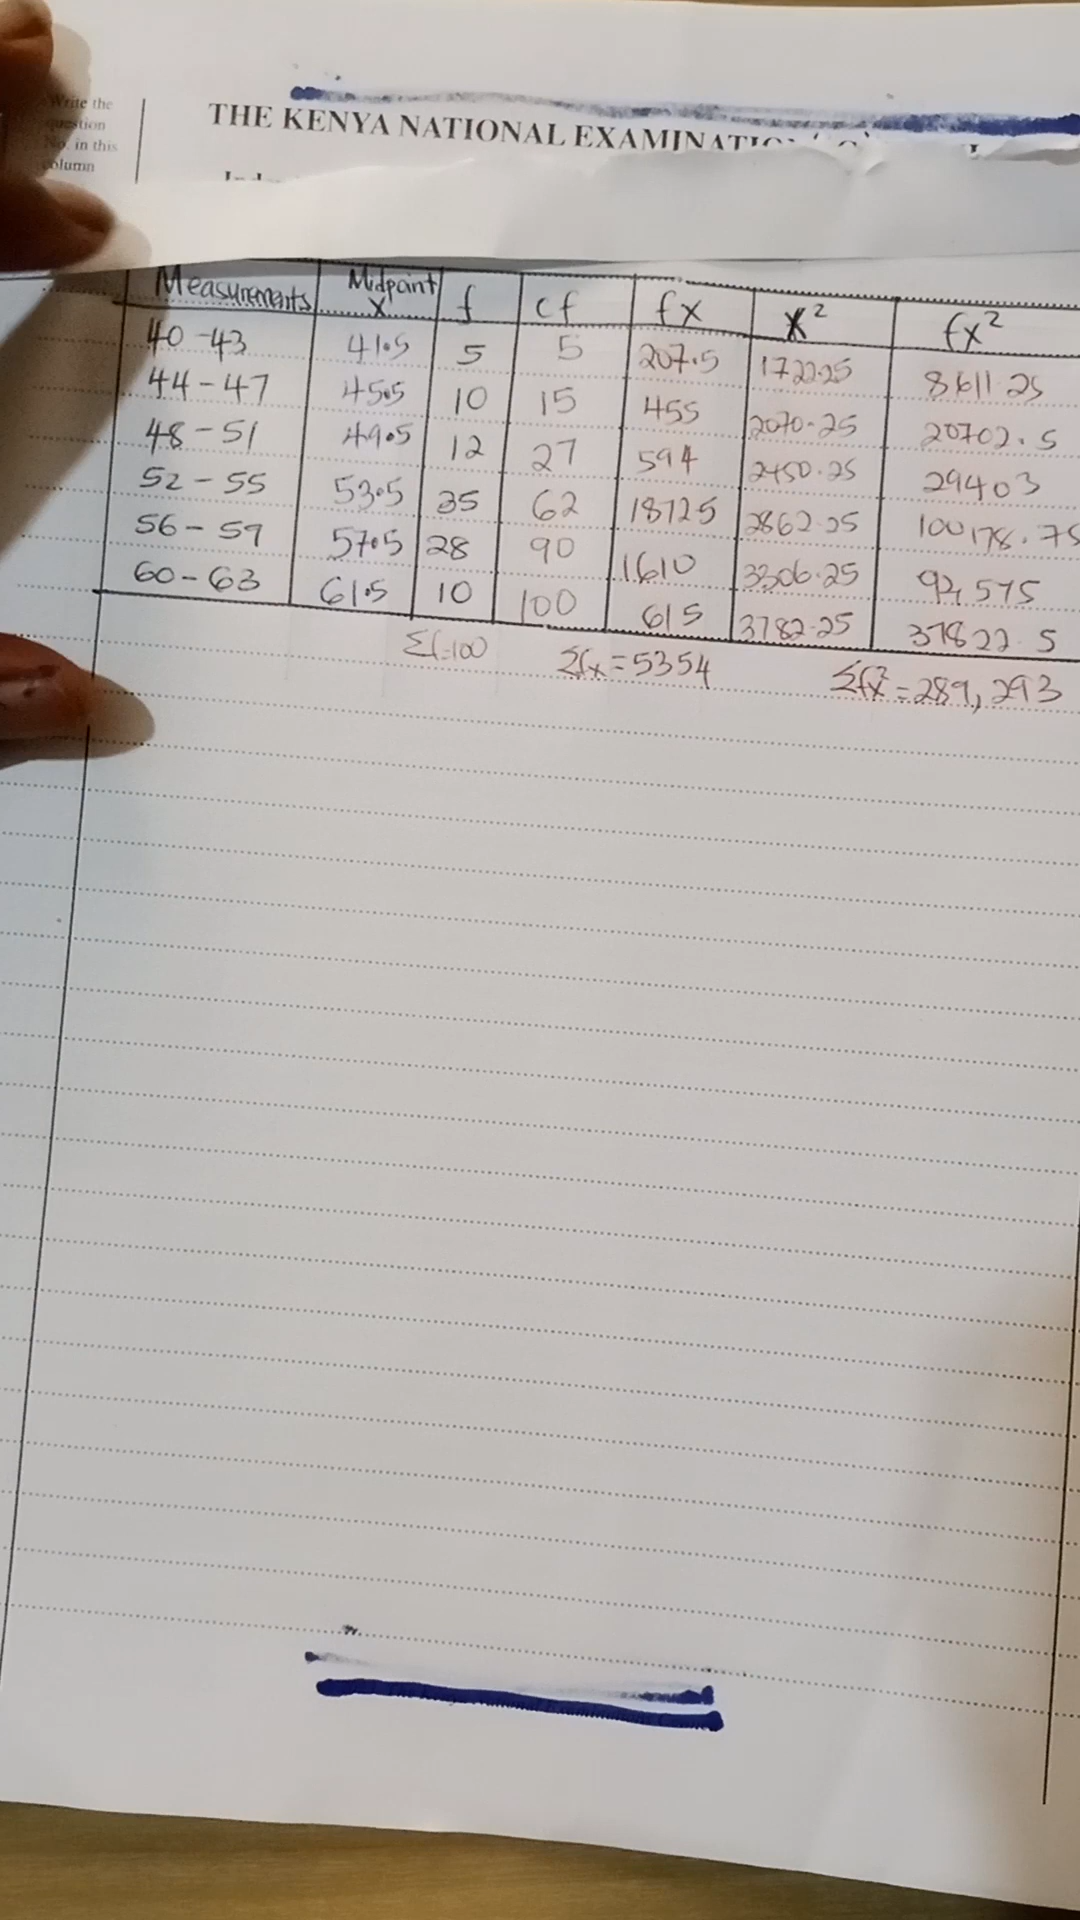 Write the
question
No. in this
column
THE KENYA NATIONAL EXAMINATIO
Measurements Midpoint x f cf fx x² fx²
40-43 41.5 5 5 207.5 1722.25 8611.25
44-47 45.5 10 15 455 2070.25 20702.5
48-51 49.5 12 27 594 2450.25 29403
52-55 53.5 35 62 1872.5 2862.25 100178.75
56-59 57.5 28 90 1610 3306.25 92,575
60-63 61.5 10 100 615 3782.25 37822.5
Σf=100 Σfx=5354 Σfx²=289,293